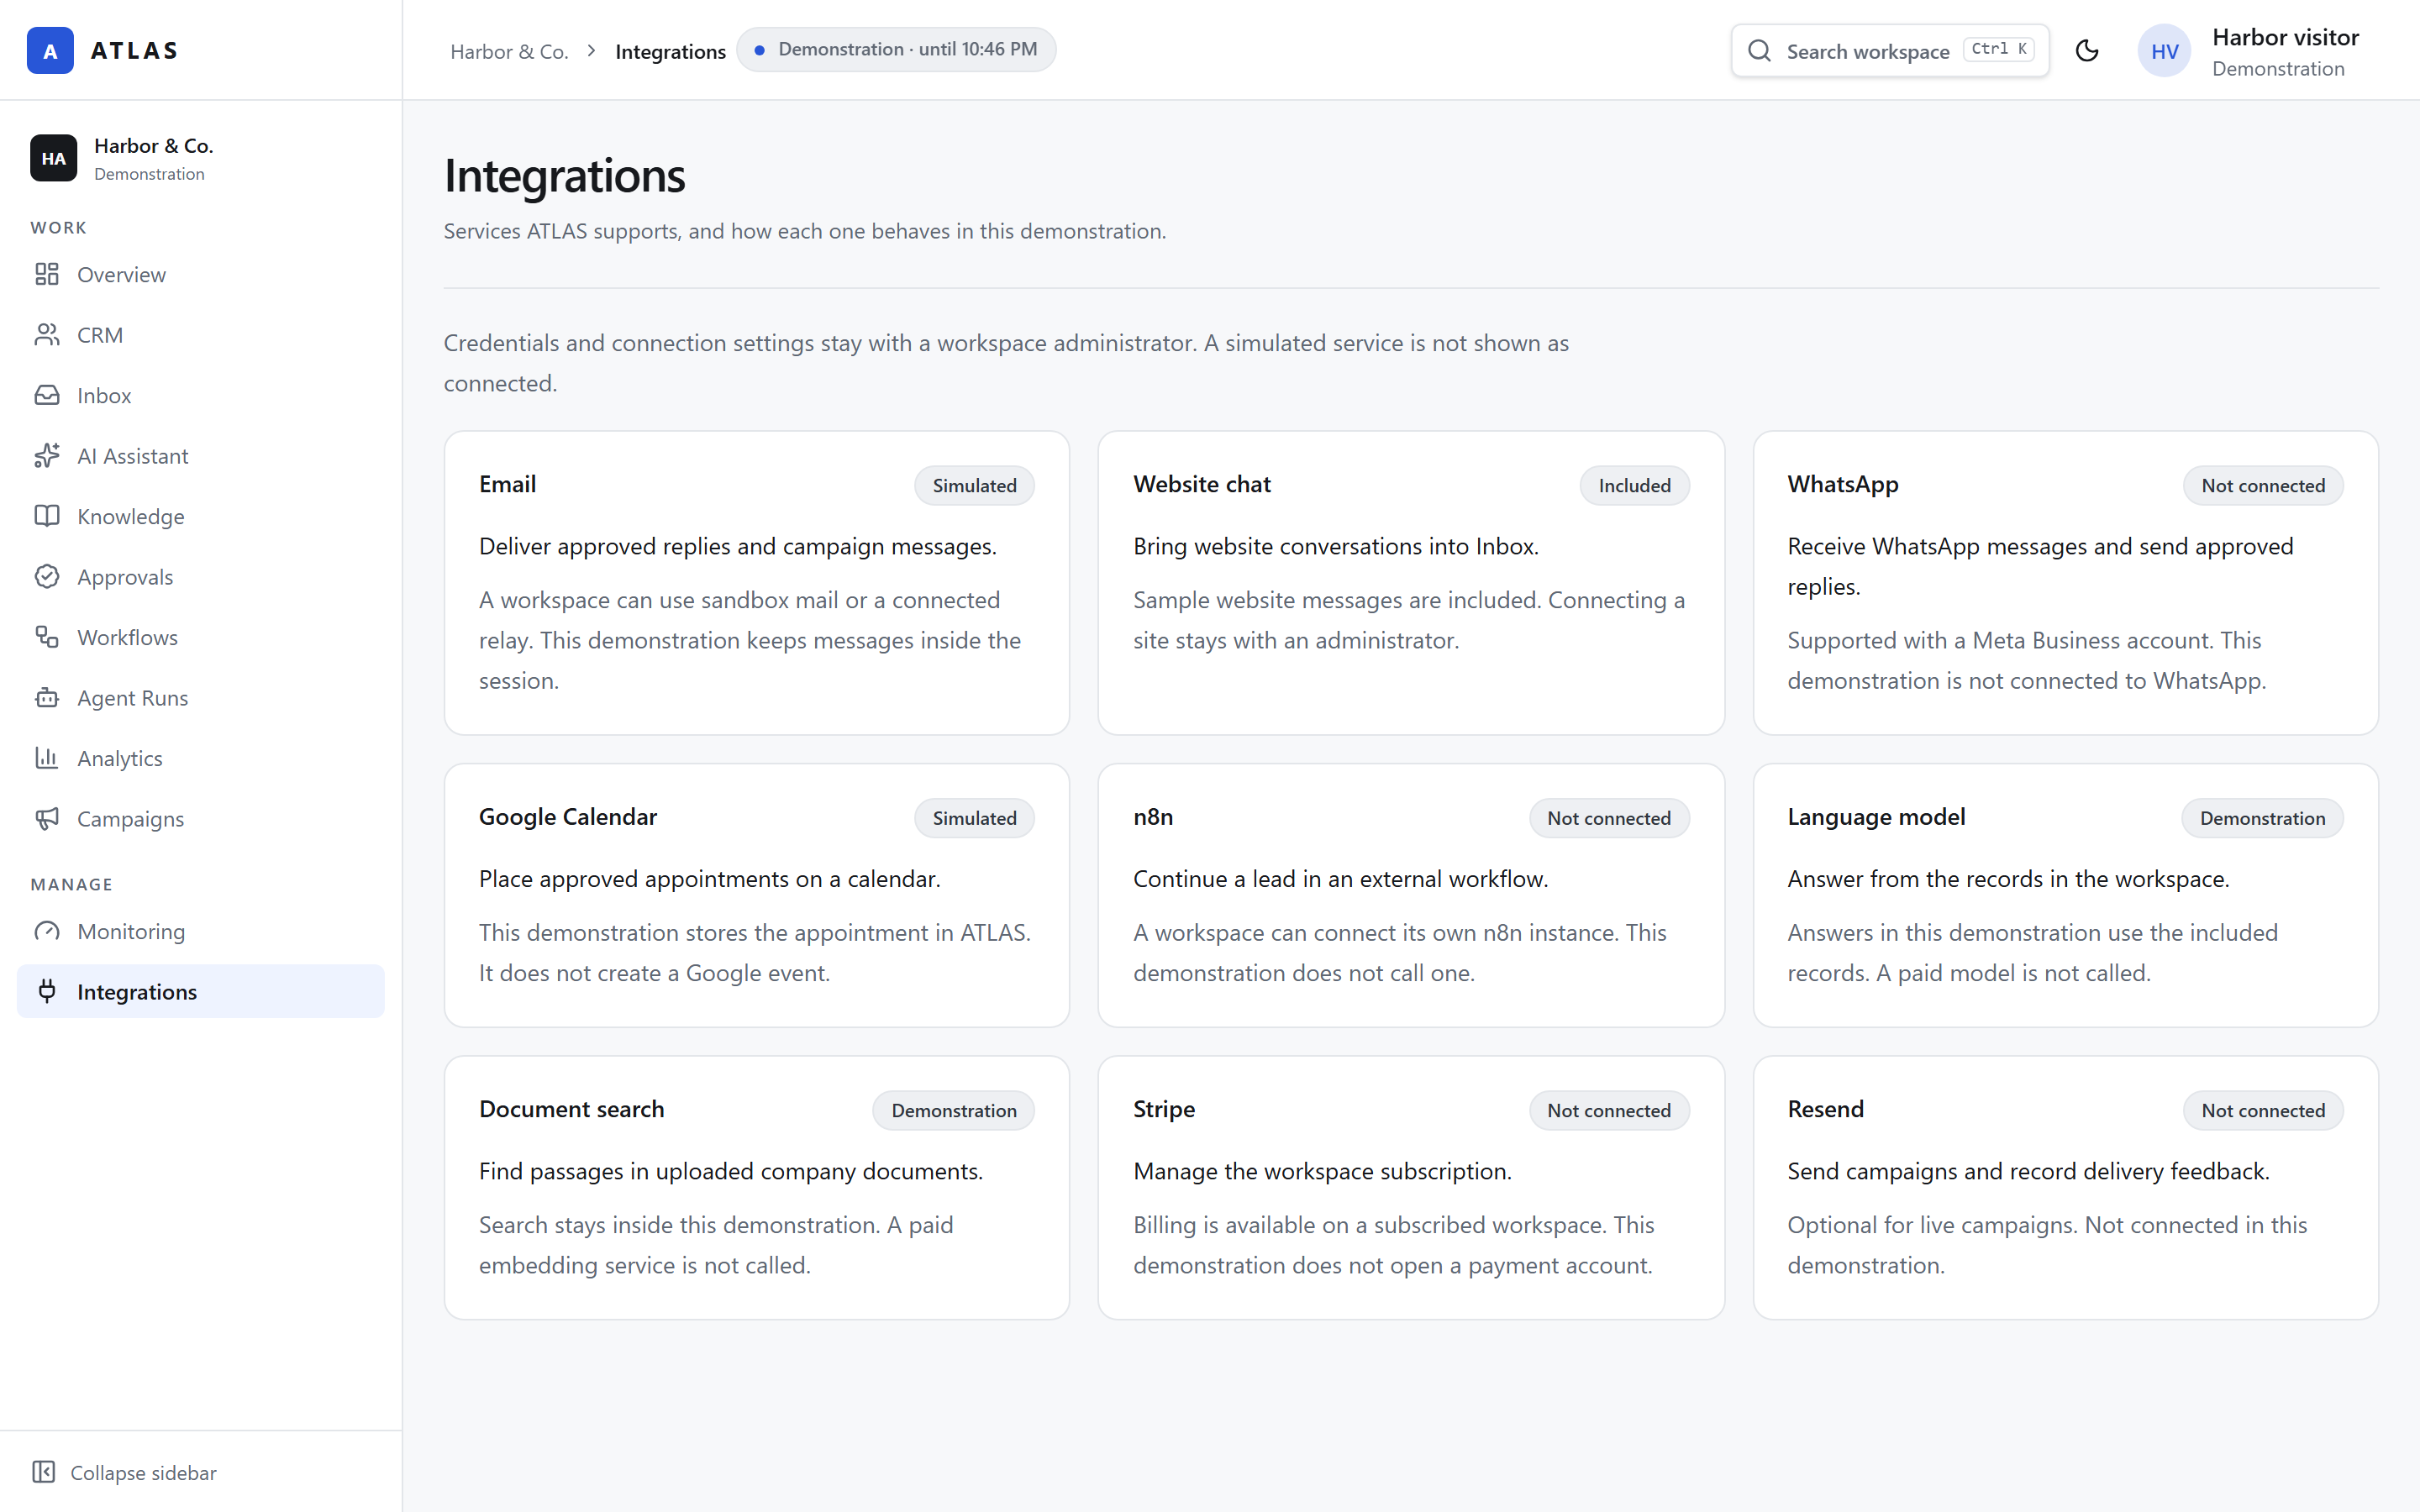 A ATLAS
Harbor & Co. > Integrations
Demonstration · until 10:46 PM
Search workspace Ctrl K
HV
Harbor visitor
Demonstration
HA
Harbor & Co.
Demonstration
WORK
Overview
CRM
Inbox
AI Assistant
Knowledge
Approvals
Workflows
Agent Runs
Analytics
Campaigns
MANAGE
Monitoring
Integrations
Collapse sidebar
Integrations
Services ATLAS supports, and how each one behaves in this demonstration.
Credentials and connection settings stay with a workspace administrator. A simulated service is not shown as
connected.
Email
Simulated
Deliver approved replies and campaign messages.
A workspace can use sandbox mail or a connected
relay. This demonstration keeps messages inside the
session.
Website chat
Included
Bring website conversations into Inbox.
Sample website messages are included. Connecting a
site stays with an administrator.
WhatsApp
Not connected
Receive WhatsApp messages and send approved
replies.
Supported with a Meta Business account. This
demonstration is not connected to WhatsApp.
Google Calendar
Simulated
Place approved appointments on a calendar.
This demonstration stores the appointment in ATLAS.
It does not create a Google event.
n8n
Not connected
Continue a lead in an external workflow.
A workspace can connect its own n8n instance. This
demonstration does not call one.
Language model
Demonstration
Answer from the records in the workspace.
Answers in this demonstration use the included
records. A paid model is not called.
Document search
Demonstration
Find passages in uploaded company documents.
Search stays inside this demonstration. A paid
embedding service is not called.
Stripe
Not connected
Manage the workspace subscription.
Billing is available on a subscribed workspace. This
demonstration does not open a payment account.
Resend
Not connected
Send campaigns and record delivery feedback.
Optional for live campaigns. Not connected in this
demonstration.